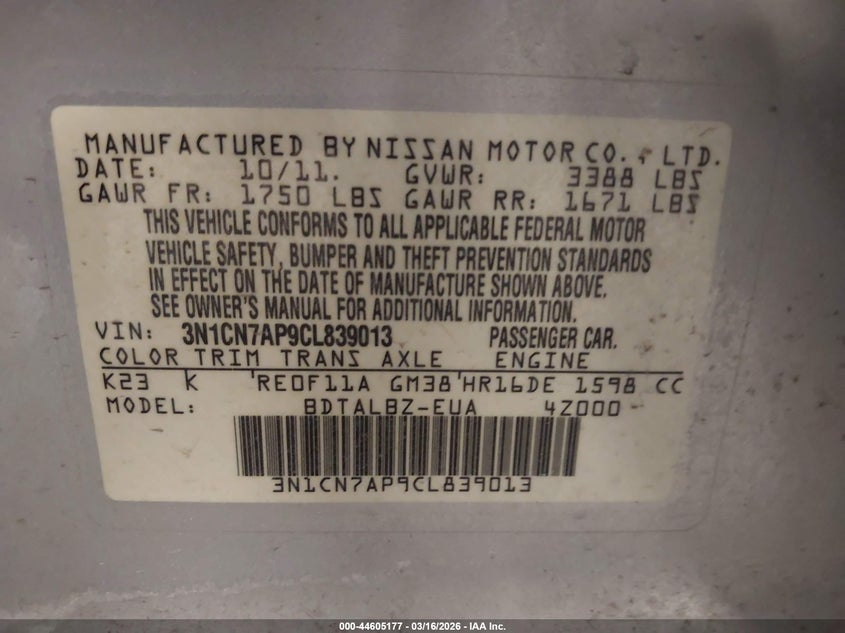 MANUFACTURED BY NISSAN MOTOR CO., LTD.
DATE: 10/11. GVWR: 3388 LBS
GAWR FR: 1750 LBS GAWR RR: 1671 LBS
THIS VEHICLE CONFORMS TO ALL APPLICABLE FEDERAL MOTOR
VEHICLE SAFETY, BUMPER AND THEFT PREVENTION STANDARDS
IN EFFECT ON THE DATE OF MANUFACTURE SHOWN ABOVE.
SEE OWNER'S MANUAL FOR ADDITIONAL INFORMATION.
VIN: 3N1CN7AP9CL839013 PASSENGER CAR.
COLOR TRIM TRANS AXLE ENGINE
K23 K 'RE0F11A GM38'HR16DE 1598 CC
MODEL: BDTALBZ-EUA 4Z000
3N1CN7AP9CL839013
000-44605177 - 03/16/2026 - IAA Inc.